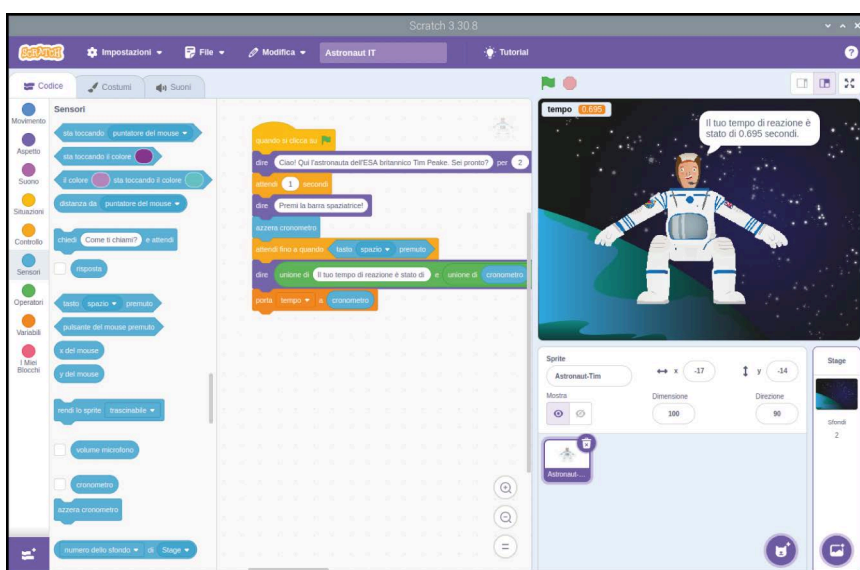 Scratch 3.30.8
SCRATCH
Impostazioni
File
Modifica
Astronaut IT
Tutorial
?
Codice
Costumi
Suoni
Movimento
Aspetto
Suono
Situazioni
Controllo
Sensori
Operatori
Variabili
I Miei
Blocchi
Sensori
sta toccando puntatore del mouse
sta toccando il colore
il colore sta toccando il colore
distanza da puntatore del mouse
chiedi Come ti chiami? e attendi
risposta
tasto spazio premuto
pulsante del mouse premuto
x del mouse
y del mouse
rendi lo sprite trascinabile
volume microfono
cronometro
azzera cronometro
numero dello sfondo di Stage
quando si clicca su
dire Ciao! Qui l'astronauta dell'ESA britannico Tim Peake. Sei pronto? per 2
attendi 1 secondi
dire Premi la barra spaziatrice!
azzera cronometro
attendi fino a quando tasto spazio premuto
dire unione di Il tuo tempo di reazione è stato di e unione di cronometro
porta tempo a cronometro
tempo 0.695
Il tuo tempo di reazione è
stato di 0.695 secondi.
Sprite
Astronaut-Tim
x -17
y -14
Mostra
Dimensione
100
Direzione
90
Astronaut-...
Stage
Sfondi
2